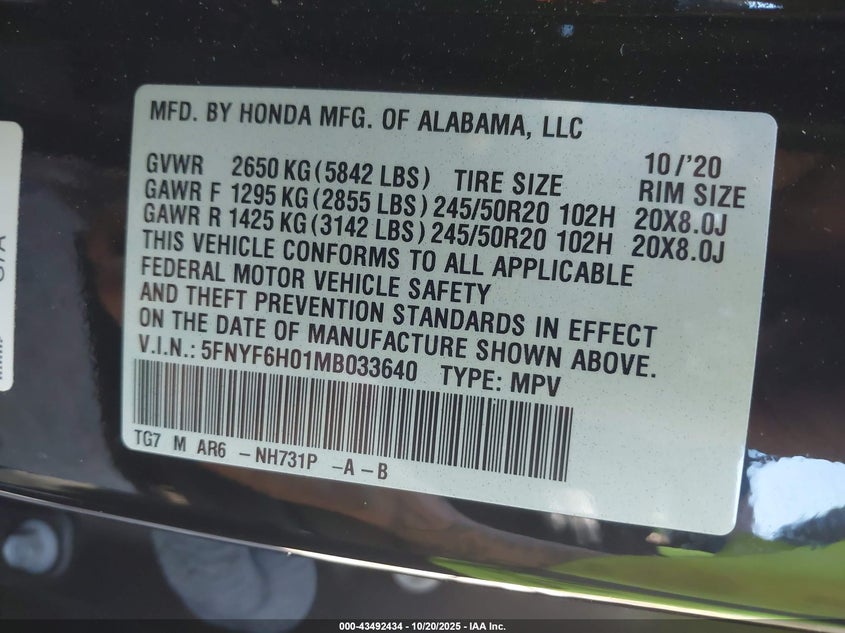 MFD. BY HONDA MFG. OF ALABAMA, LLC
10/'20
GVWR 2650 KG (5842 LBS) TIRE SIZE RIM SIZE
GAWR F 1295 KG (2855 LBS) 245/50R20 102H 20X8.0J
GAWR R 1425 KG (3142 LBS) 245/50R20 102H 20X8.0J
THIS VEHICLE CONFORMS TO ALL APPLICABLE
FEDERAL MOTOR VEHICLE SAFETY
AND THEFT PREVENTION STANDARDS IN EFFECT
ON THE DATE OF MANUFACTURE SHOWN ABOVE.
V.I.N.: 5FNYF6H01MB033640 TYPE: MPV
TG7 M AR6 -NH731P -A -B
000-43492434 - 10/20/2025 - IAA Inc.